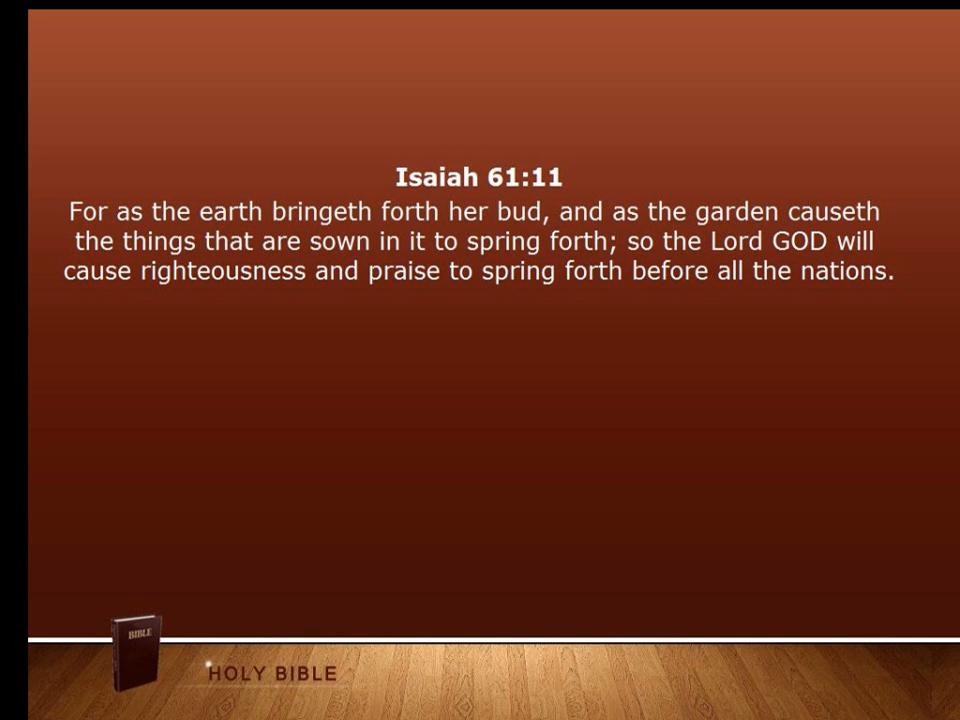 Isaiah 61:11
For as the earth bringeth forth her bud, and as the garden causeth
the things that are sown in it to spring forth; so the Lord GOD will
cause righteousness and praise to spring forth before all the nations.
BIBLE
HOLY BIBLE